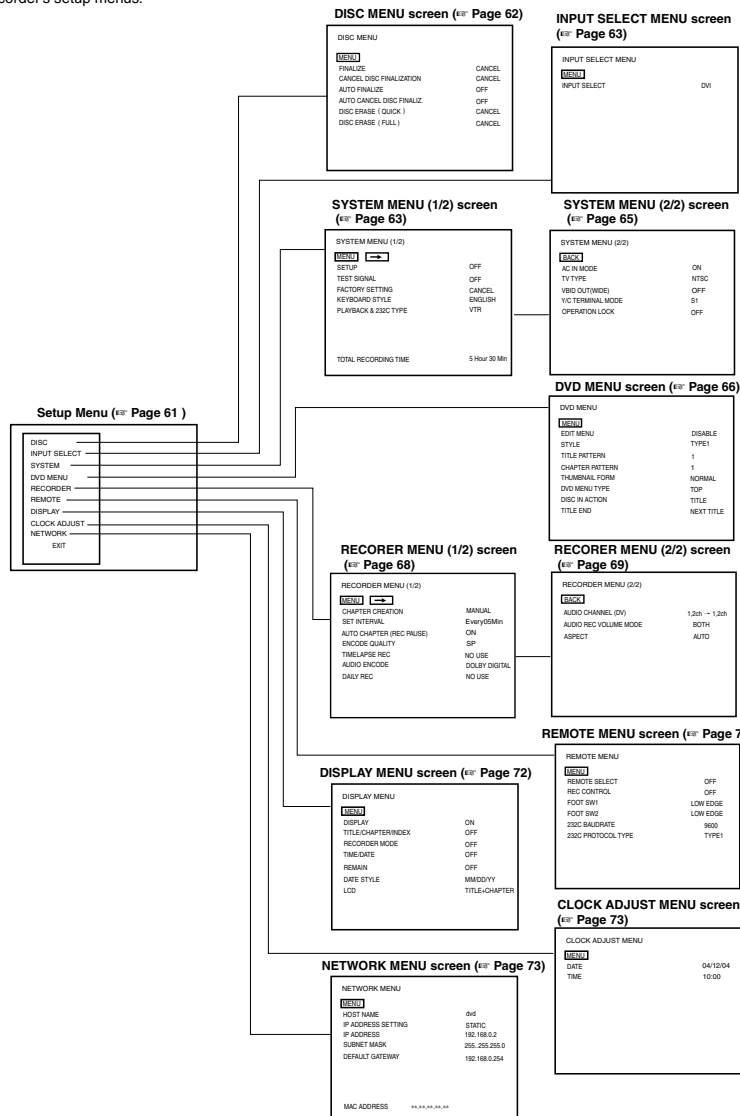 corder's setup menus.
DISC MENU screen (☞ Page 62)
DISC MENU
MENU
FINALIZE CANCEL
CANCEL DISC FINALIZATION CANCEL
AUTO FINALIZE OFF
AUTO CANCEL DISC FINALIZ. OFF
DISC ERASE ( QUICK ) CANCEL
DISC ERASE ( FULL ) CANCEL
INPUT SELECT MENU screen
(☞ Page 63)
INPUT SELECT MENU
MENU
INPUT SELECT DVI
SYSTEM MENU (1/2) screen
(☞ Page 63)
SYSTEM MENU (1/2)
MENU →
SETUP OFF
TEST SIGNAL OFF
FACTORY SETTING CANCEL
KEYBOARD STYLE ENGLISH
PLAYBACK & 232C TYPE VTR
TOTAL RECORDING TIME 5 Hour 30 Min
SYSTEM MENU (2/2) screen
(☞ Page 65)
SYSTEM MENU (2/2)
BACK
AC IN MODE ON
TV TYPE NTSC
VBID OUT(WIDE) OFF
Y/C TERMINAL MODE S1
OPERATION LOCK OFF
DVD MENU screen (☞ Page 66)
DVD MENU
MENU
EDIT MENU DISABLE
STYLE TYPE1
TITLE PATTERN 1
CHAPTER PATTERN 1
THUMBNAIL FORM NORMAL
DVD MENU TYPE TOP
DISC IN ACTION TITLE
TITLE END NEXT TITLE
Setup Menu (☞ Page 61 )
DISC
INPUT SELECT
SYSTEM
DVD MENU
RECORDER
REMOTE
DISPLAY
CLOCK ADJUST
NETWORK
EXIT
RECORER MENU (1/2) screen
(☞ Page 68)
RECORDER MENU (1/2)
MENU →
CHAPTER CREATION MANUAL
SET INTERVAL Every05Min
AUTO CHAPTER (REC PAUSE) ON
ENCODE QUALITY SP
TIMELAPSE REC NO USE
AUDIO ENCODE DOLBY DIGITAL
DAILY REC NO USE
RECORER MENU (2/2) screen
(☞ Page 69)
RECORDER MENU (2/2)
BACK
AUDIO CHANNEL (DV) 1,2ch → 1,2ch
AUDIO REC VOLUME MODE BOTH
ASPECT AUTO
REMOTE MENU screen (☞ Page 7
REMOTE MENU
MENU
REMOTE SELECT OFF
REC CONTROL OFF
FOOT SW1 LOW EDGE
FOOT SW2 LOW EDGE
232C BAUDRATE 9600
232C PROTOCOL TYPE TYPE1
DISPLAY MENU screen (☞ Page 72)
DISPLAY MENU
MENU
DISPLAY ON
TITLE/CHAPTER/INDEX OFF
RECORDER MODE OFF
TIME/DATE OFF
REMAIN OFF
DATE STYLE MM/DD/YY
LCD TITLE+CHAPTER
CLOCK ADJUST MENU screen
(☞ Page 73)
CLOCK ADJUST MENU
MENU
DATE 04/12/04
TIME 10:00
NETWORK MENU screen (☞ Page 73)
NETWORK MENU
MENU
HOST NAME dvd
IP ADDRESS SETTING STATIC
IP ADDRESS 192.168.0.2
SUBNET MASK 255..255.255.0
DEFAULT GATEWAY 192.168.0.254
MAC ADDRESS **.**.**.**.**